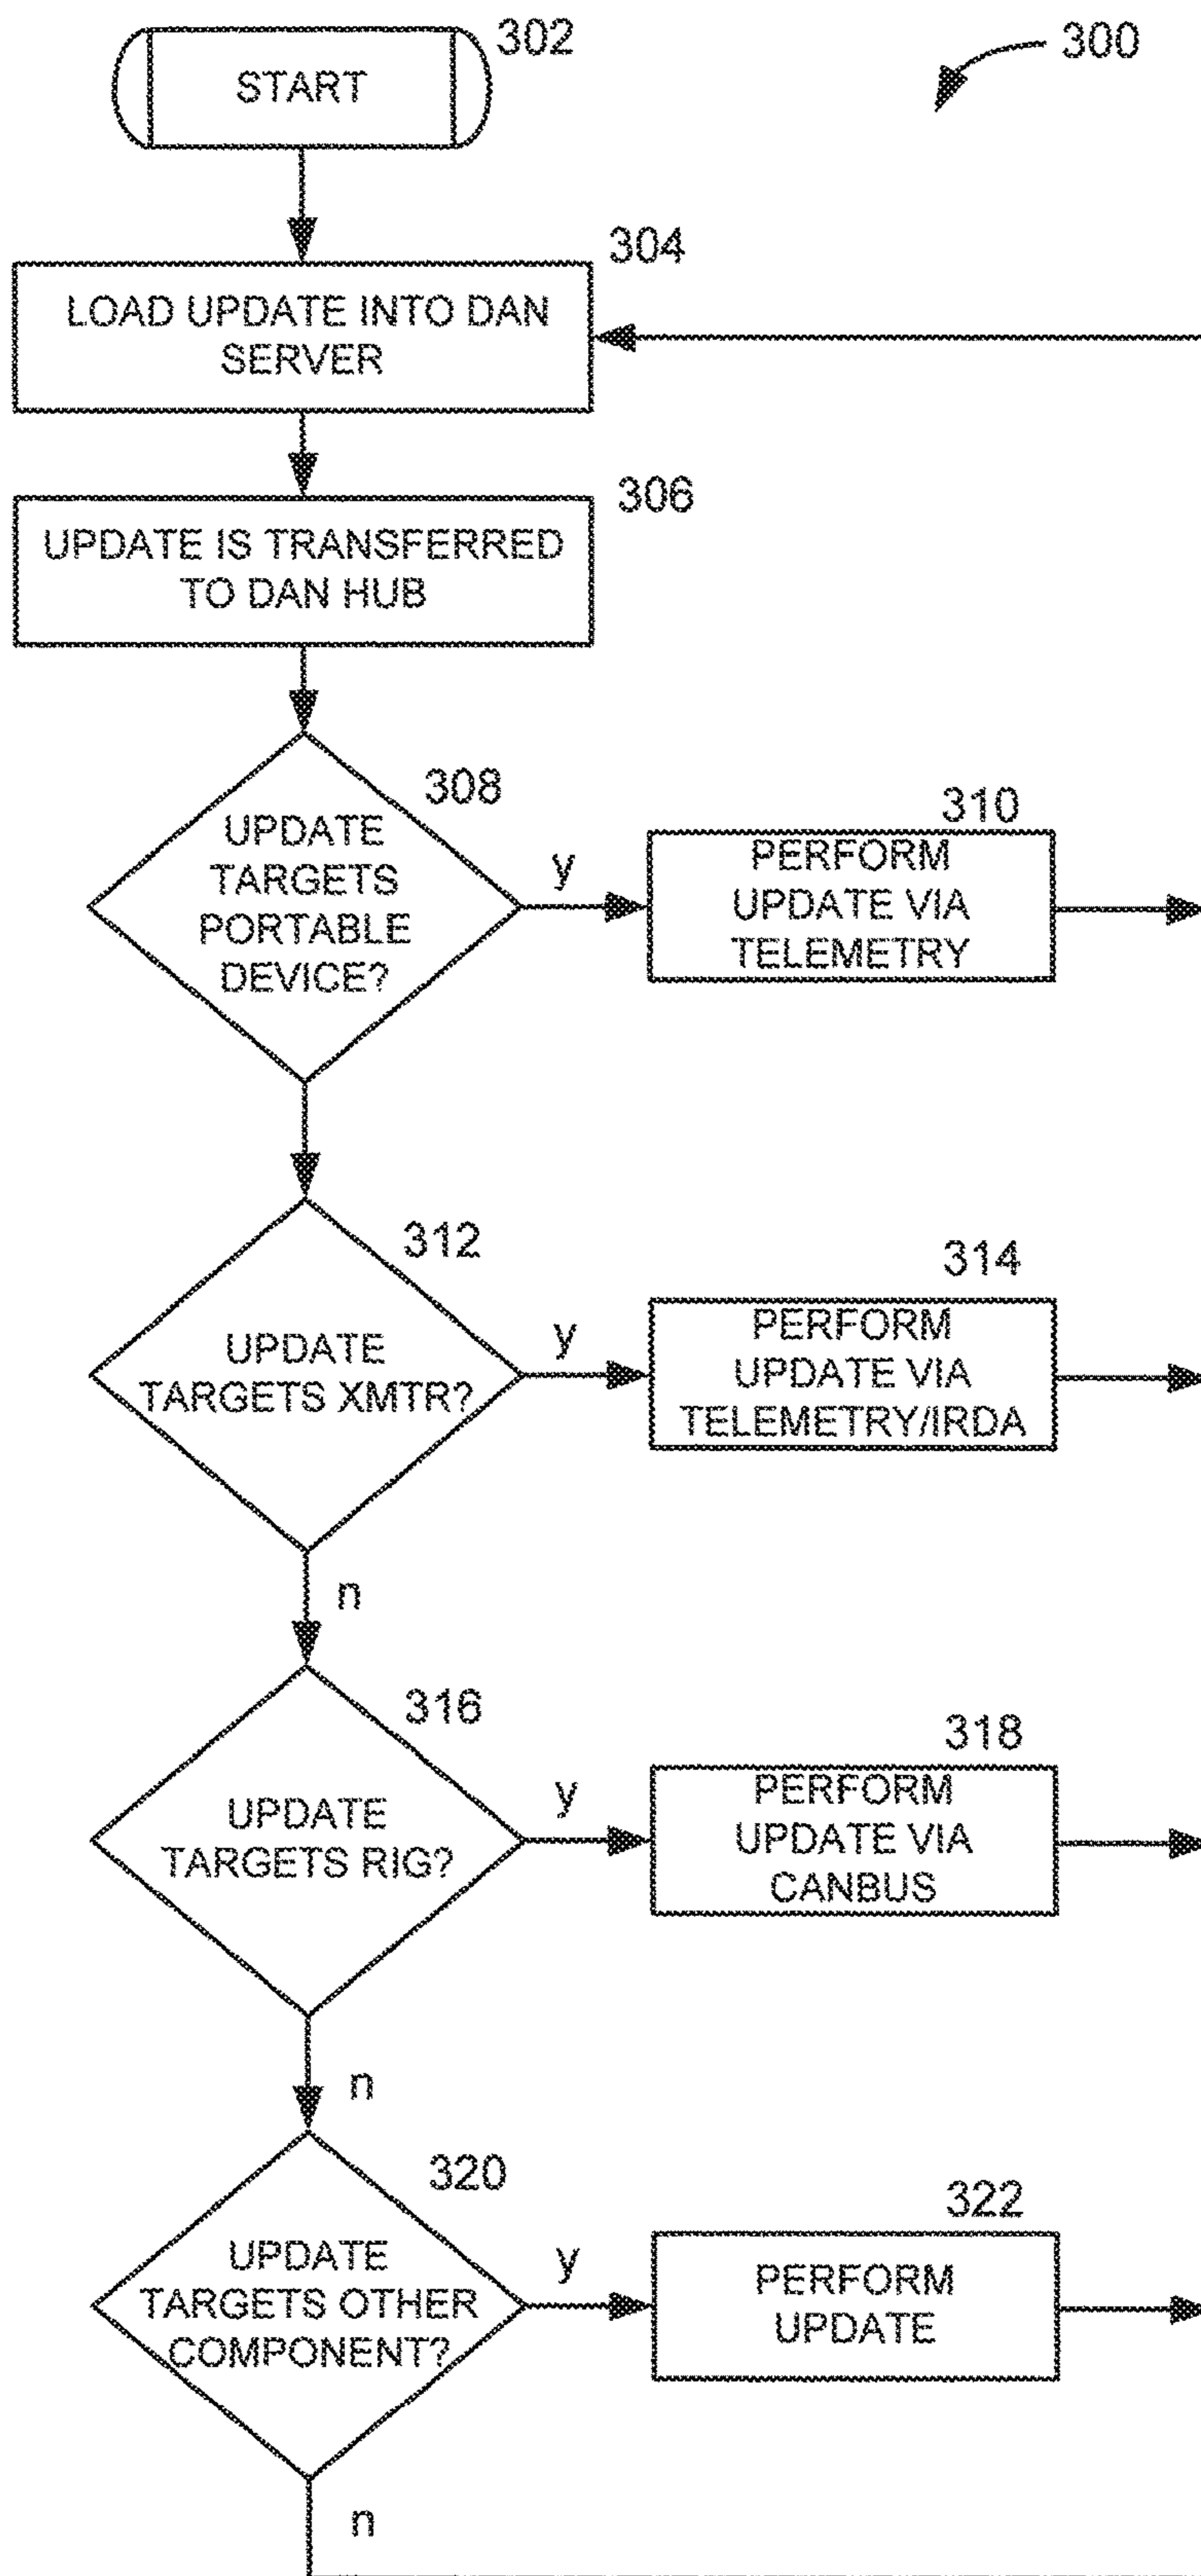 302
300
START
304
LOAD UPDATE INTO DAN
SERVER
306
UPDATE IS TRANSFERRED
TO DAN HUB
308
UPDATE
TARGETS
PORTABLE
DEVICE?
y
310
PERFORM
UPDATE VIA
TELEMETRY
312
UPDATE
TARGETS XMTR?
y
314
PERFORM
UPDATE VIA
TELEMETRY/IRDA
n
316
UPDATE
TARGETS RIG?
y
318
PERFORM
UPDATE VIA
CANBUS
n
320
UPDATE
TARGETS OTHER
COMPONENT?
y
322
PERFORM
UPDATE
n